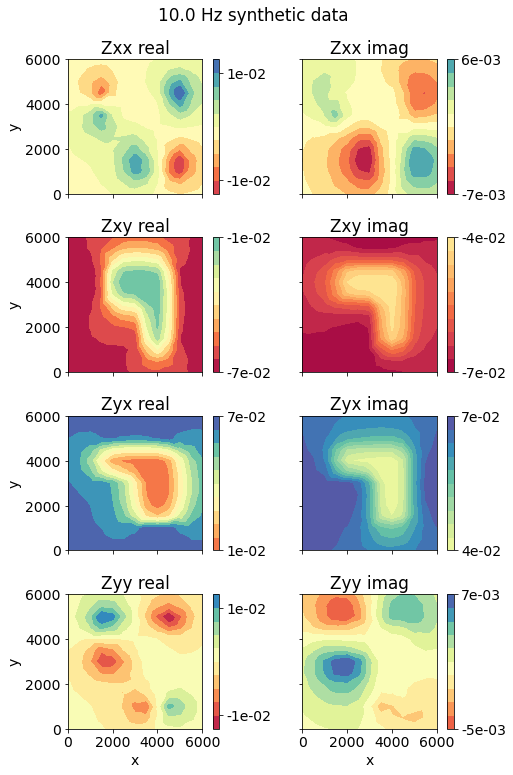 10.0 Hz synthetic data
Zxx real
Zxx imag
6000
4000
2000
0
y
1e-02
-1e-02
6e-03
-7e-03
Zxy real
Zxy imag
6000
4000
2000
0
y
-1e-02
-7e-02
-4e-02
-7e-02
Zyx real
Zyx imag
6000
4000
2000
0
y
7e-02
1e-02
7e-02
4e-02
Zyy real
Zyy imag
6000
4000
2000
0
y
1e-02
-1e-02
7e-03
-5e-03
0 2000 4000 6000
0 2000 4000 6000
x
x